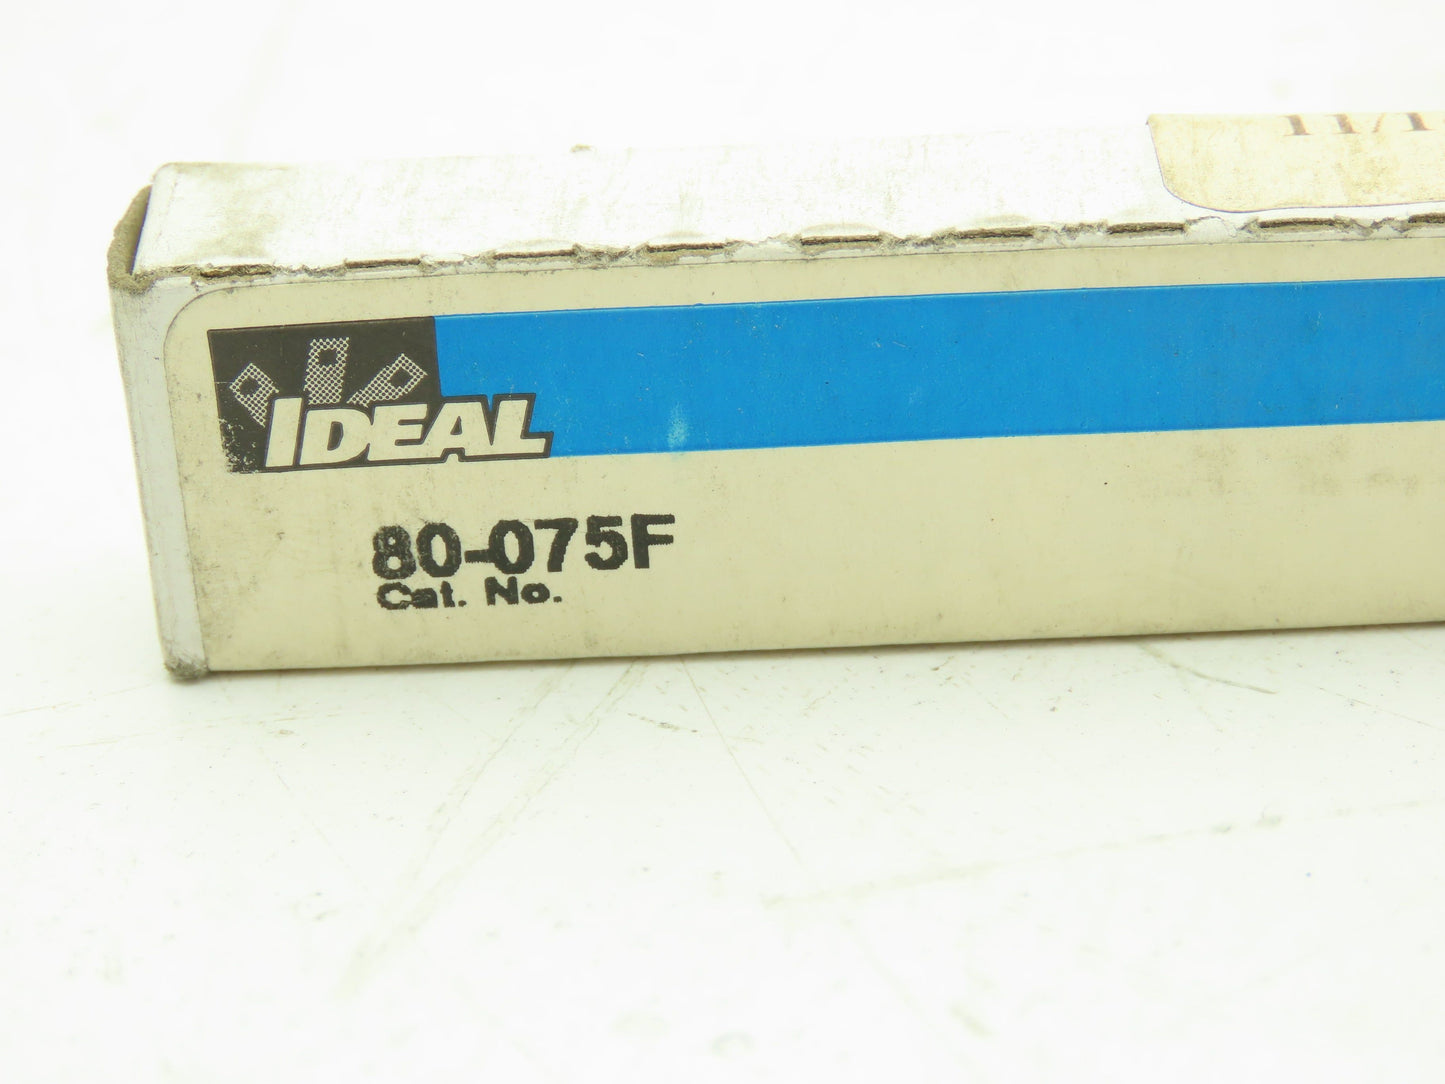 IDEAL
80-075F
Cat. No.